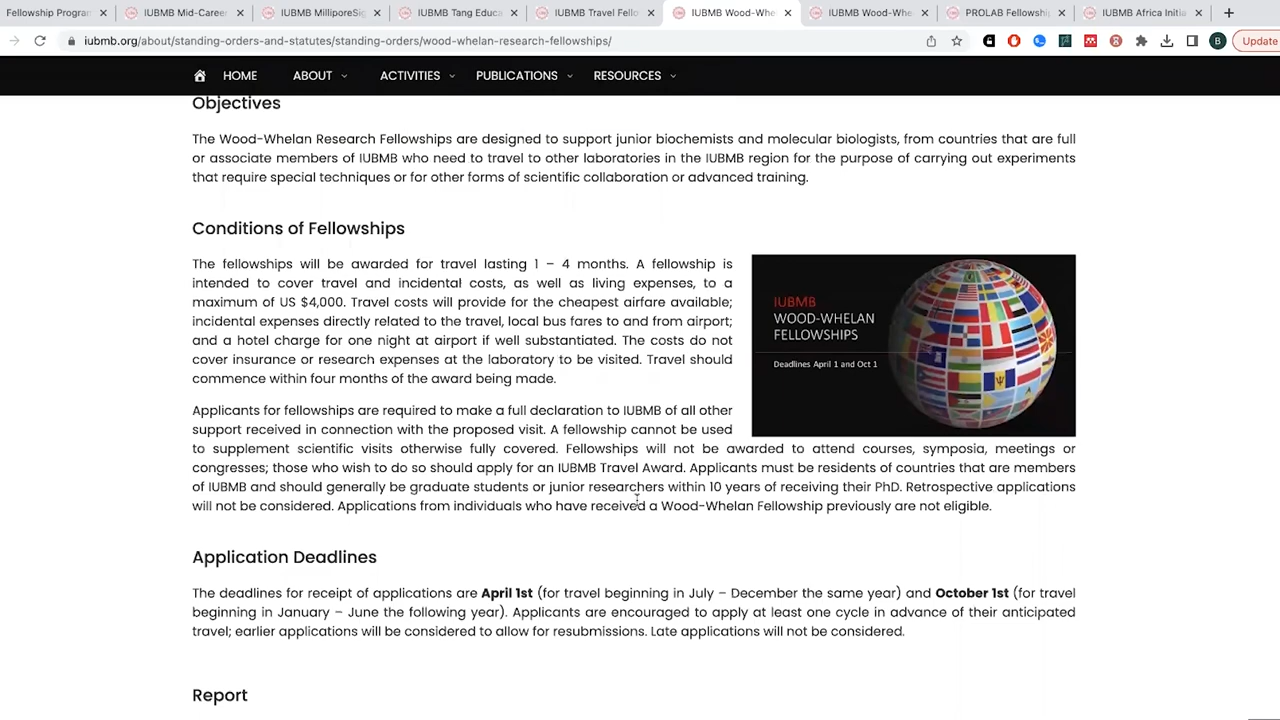 Fellowship Program
IUBMB Mid-Career
IUBMB MilliporeSig
IUBMB Tang Educa
IUBMB Travel Fello
IUBMB Wood-Whe
IUBMB Wood-Whe
PROLAB Fellowship
IUBMB Africa Initia
iubmb.org/about/standing-orders-and-statutes/standing-orders/wood-whelan-research-fellowships/
B
Update
HOME ABOUT ACTIVITIES PUBLICATIONS RESOURCES
Objectives
The Wood-Whelan Research Fellowships are designed to support junior biochemists and molecular biologists, from countries that are full
or associate members of IUBMB who need to travel to other laboratories in the IUBMB region for the purpose of carrying out experiments
that require special techniques or for other forms of scientific collaboration or advanced training.
Conditions of Fellowships
The fellowships will be awarded for travel lasting 1 – 4 months. A fellowship is
intended to cover travel and incidental costs, as well as living expenses, to a
maximum of US $4,000. Travel costs will provide for the cheapest airfare available;
incidental expenses directly related to the travel, local bus fares to and from airport;
and a hotel charge for one night at airport if well substantiated. The costs do not
cover insurance or research expenses at the laboratory to be visited. Travel should
commence within four months of the award being made.
IUBMB
WOOD-WHELAN
FELLOWSHIPS
Deadlines April 1 and Oct 1
Applicants for fellowships are required to make a full declaration to IUBMB of all other
support received in connection with the proposed visit. A fellowship cannot be used
to supplement scientific visits otherwise fully covered. Fellowships will not be awarded to attend courses, symposia, meetings or
congresses; those who wish to do so should apply for an IUBMB Travel Award. Applicants must be residents of countries that are members
of IUBMB and should generally be graduate students or junior researchers within 10 years of receiving their PhD. Retrospective applications
will not be considered. Applications from individuals who have received a Wood-Whelan Fellowship previously are not eligible.
Application Deadlines
The deadlines for receipt of applications are April 1st (for travel beginning in July – December the same year) and October 1st (for travel
beginning in January – June the following year). Applicants are encouraged to apply at least one cycle in advance of their anticipated
travel; earlier applications will be considered to allow for resubmissions. Late applications will not be considered.
Report